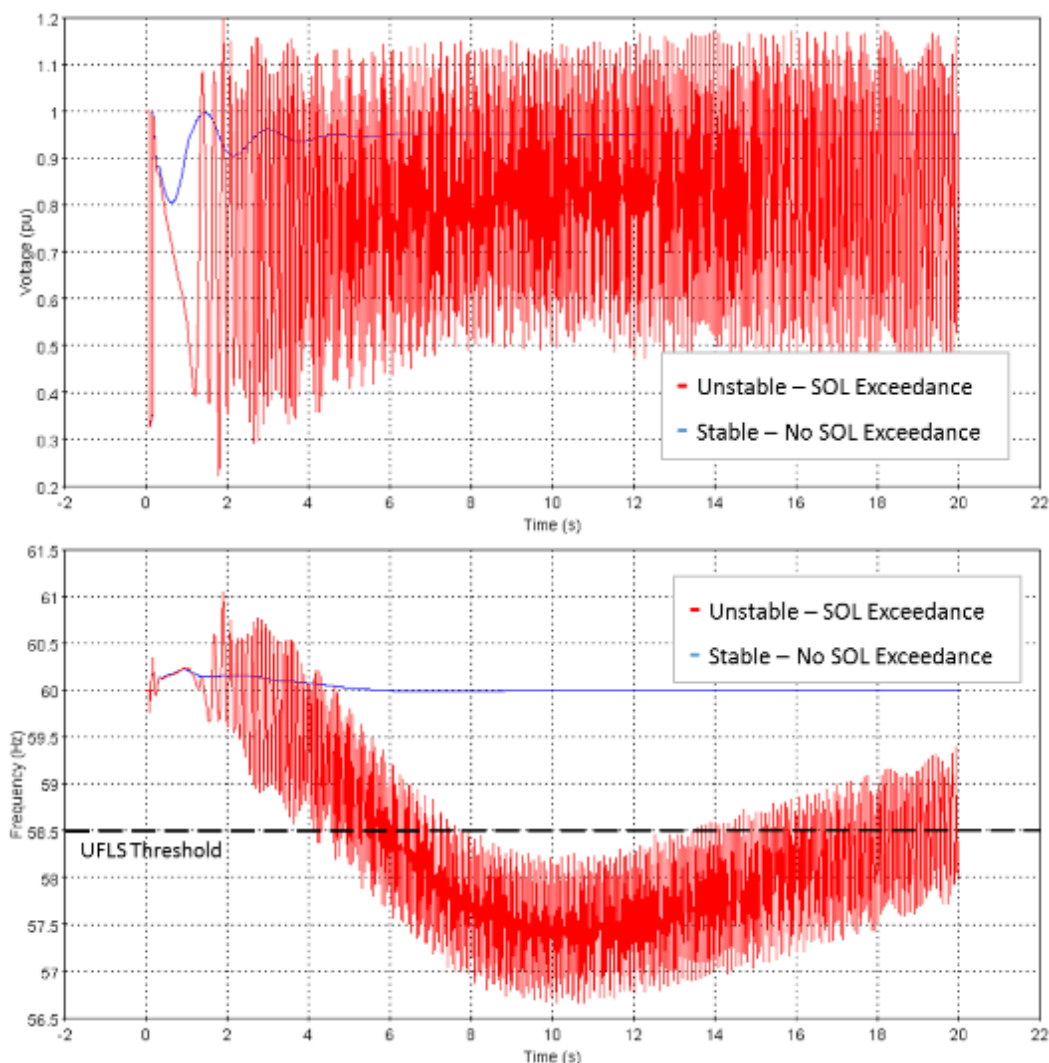 1.2
1.1
1
0.9
0.8
0.7
0.6
0.5
0.4
0.3
0.2
Voltage (pu)
Unstable – SOL Exceedance
Stable – No SOL Exceedance
-2 0 2 4 6 8 10 12 14 16 18 20 22
Time (s)
61.5
61
60.5
60
59.5
59
58.5
58
57.5
57
56.5
Frequency (Hz)
Unstable – SOL Exceedance
Stable – No SOL Exceedance
UFLS Threshold
-2 0 2 4 6 8 10 12 14 16 18 20 22
Time (s)